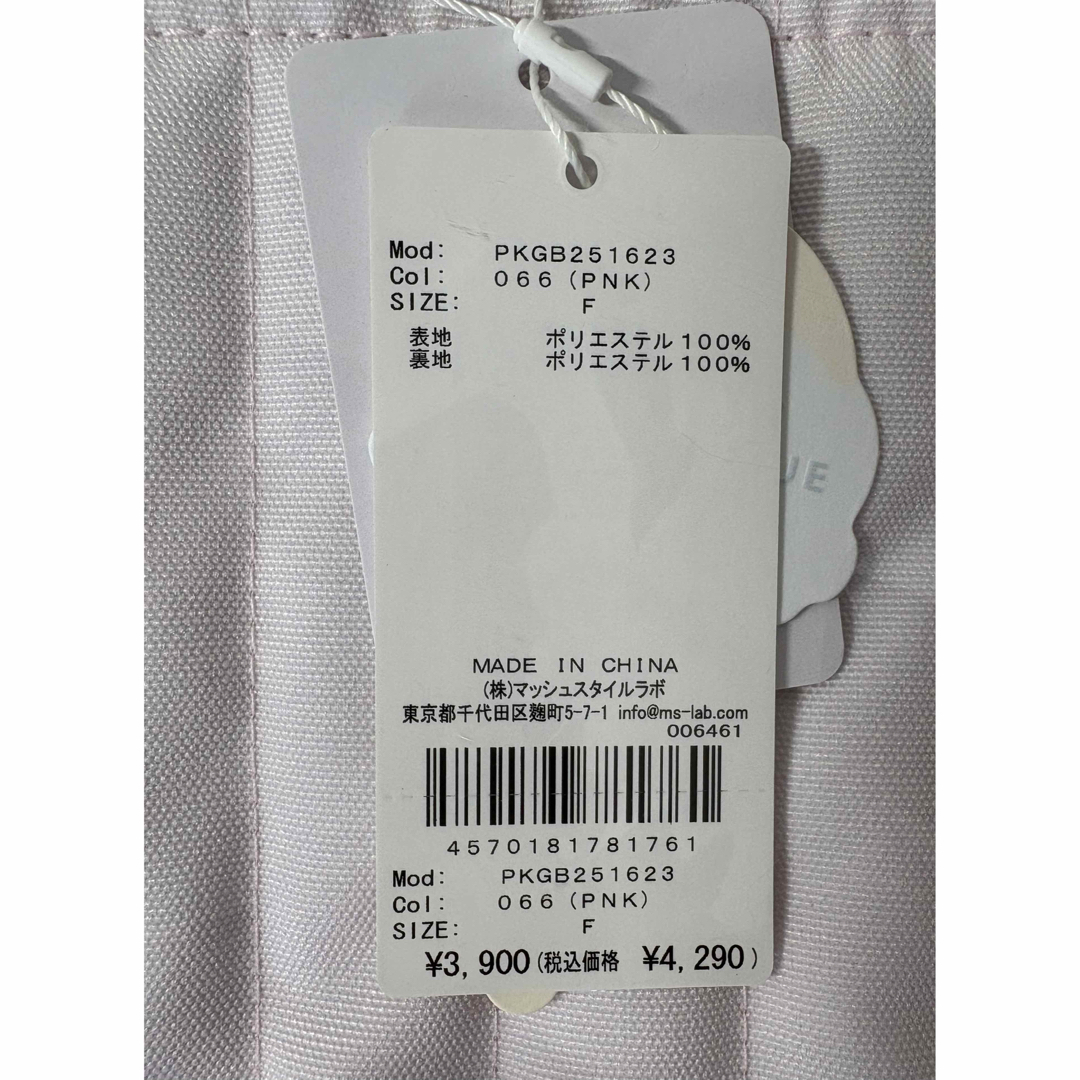 Mod: PKGB251623
Col: 066 (PNK)
SIZE: F
表地 ポリエステル100%
裏地 ポリエステル100%
MADE IN CHINA
(株)マッシュスタイルラボ
東京都千代田区麹町5-7-1 info@ms-lab.com
006461
4570181781761
Mod: PKGB251623
Col: 066 (PNK)
SIZE: F
¥3,900(税込価格 ¥4,290)